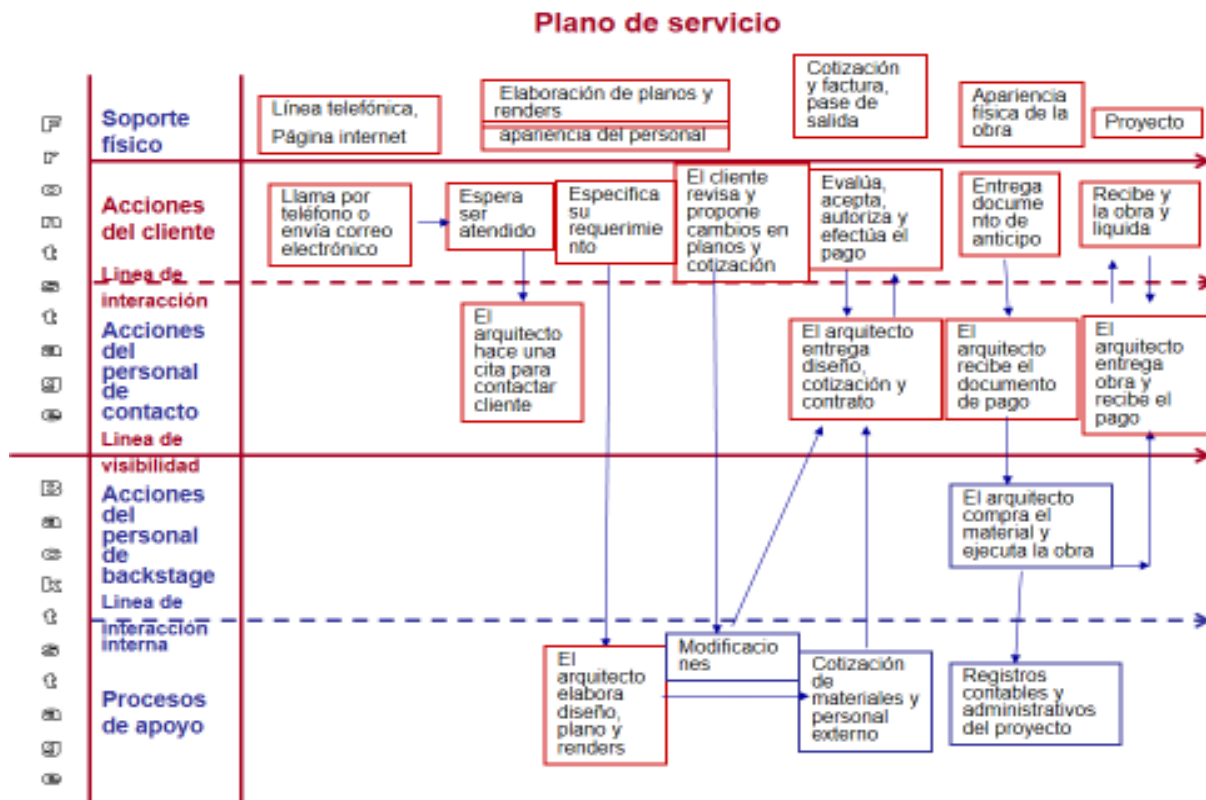 Plano de servicio
Frontstage
Backstage
Soporte
físico
Línea telefónica,
Página internet
Elaboración de planos y
renders
apariencia del personal
Cotización
y factura,
pase de
salida
Apariencia
física de la
obra
Proyecto
Acciones
del cliente
Llama por
teléfono o
envía correo
electrónico
Espera
ser
atendido
Especifica
su
requerimie
nto
El cliente
revisa y
propone
cambios en
planos y
cotización
Evalúa,
acepta,
autoriza y
efectúa el
pago
Entrega
docume
nto de
anticipo
Recibe y
la obra y
liquida
Linea de
interacción
Acciones
del
personal
de
contacto
El
arquitecto
hace una
cita para
contactar
cliente
El arquitecto
entrega
diseño,
cotización y
contrato
El
arquitecto
recibe el
documento
de pago
El
arquitecto
entrega
obra y
recibe el
pago
Linea de
visibilidad
Acciones
del
personal
de
backstage
El arquitecto
compra el
material y
ejecuta la obra
Linea de
interacción
interna
Procesos
de apoyo
El
arquitecto
elabora
diseño,
plano y
renders
Modificacio
nes
Cotización
de
materiales y
personal
externo
Registros
contables y
administrativos
del proyecto